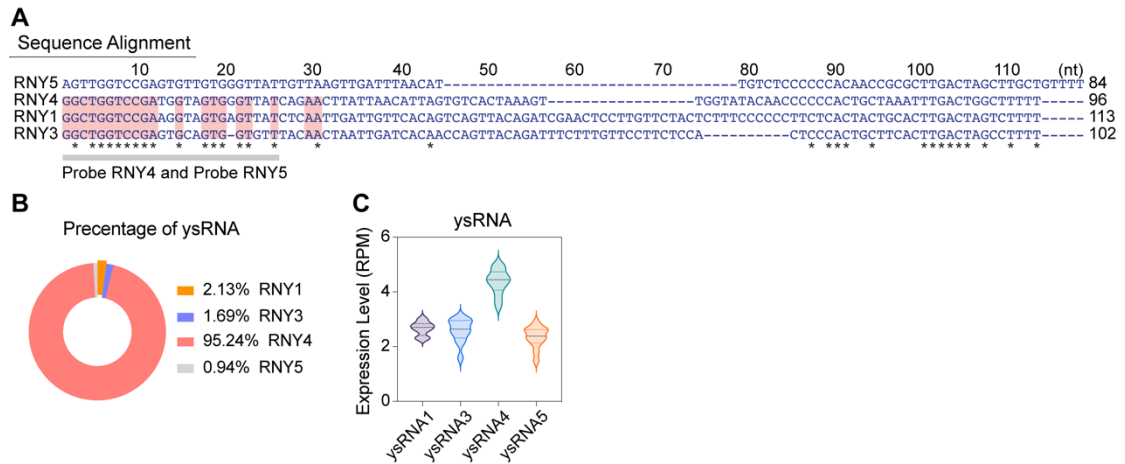 A
Sequence Alignment
10 20 30 40 50 60 70 80 90 100 110 (nt)
RNY5 AGTTGGTCCGAGTGTTGTGGGTTATTGTTAAGTTGATTTAACAT----------------------------------TGTCTCCCCCCACAACCGCGCTTGACTAGCTTGCTGTTTT 84
RNY4 GGCTGGTCCGATGGTAGTGGGTTATCAGAACTTATTAACATTAGTGTCACTAAAGT-----------------TGGTATACAACCCCCCACTGCTAAATTTGACTGGCTTTTT----- 96
RNY1 GGCTGGTCCGAAGGTAGTGAGTTATCTCAATTGATTGTTCACAGTCAGTTACAGATCGAACTCCTTGTTCTACTCTTTCCCCCCTTCTCACTACTGCACTTGACTAGTCTTTT----- 113
RNY3 GGCTGGTCCGAGTGCAGTG-GTGTTTACAACTAATTGATCACAACCAGTTACAGATTTCTTTGTTCCTTCTCCA----------CTCCCACTGCTTCACTTGACTAGCCTTTT----- 102
* ******** * *** ** * * * * *** * ****** * * *
Probe RNY4 and Probe RNY5
B
Precentage of ysRNA
2.13% RNY1
1.69% RNY3
95.24% RNY4
0.94% RNY5
C
ysRNA
Expression Level (RPM)
6
4
2
0
ysRNA1 ysRNA3 ysRNA4 ysRNA5